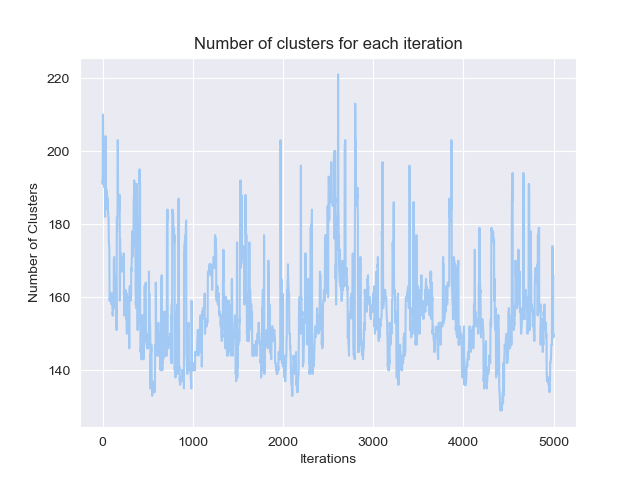 Number of clusters for each iteration
Number of Clusters
220
200
180
160
140
0 1000 2000 3000 4000 5000
Iterations